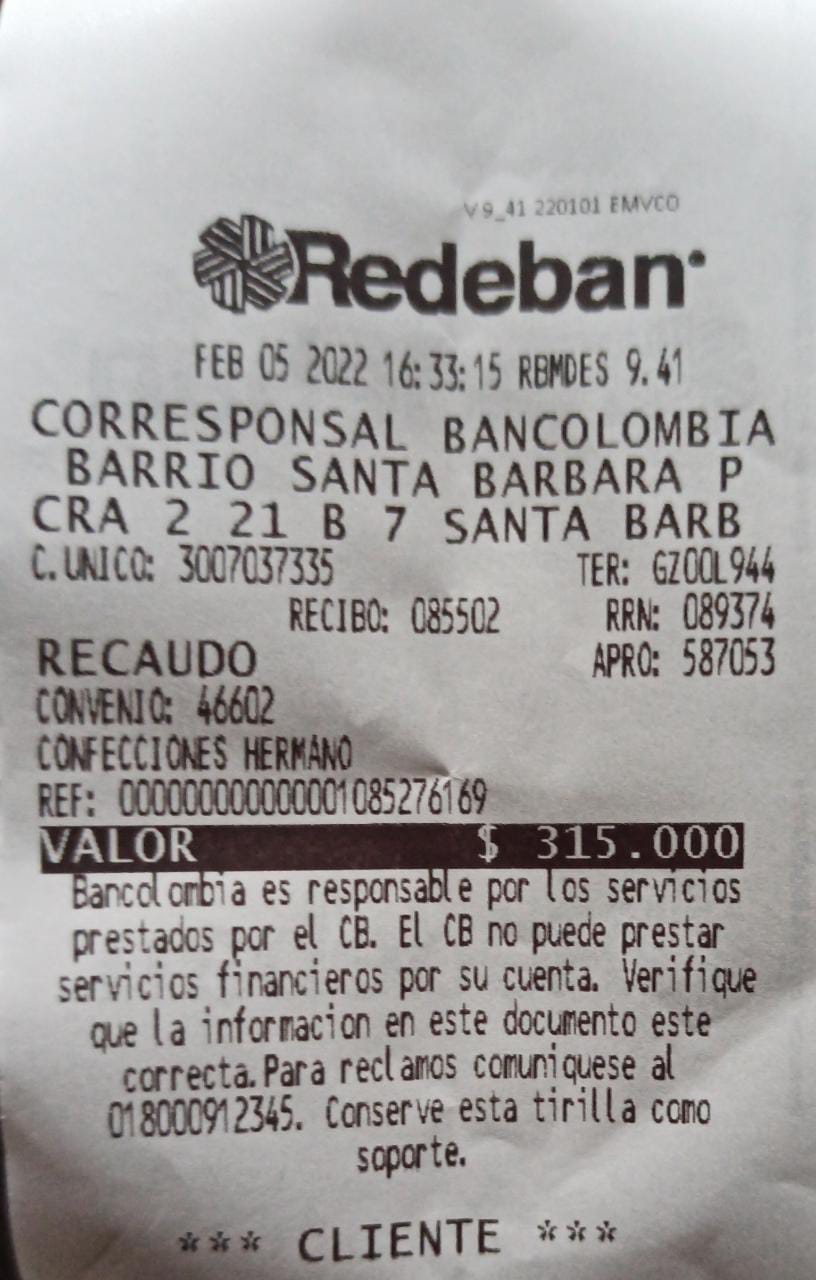 V 9_41 220101 EMVCO
Redeban
FEB 05 2022 16:33:15 RBMDES 9.41
CORRESPONSAL BANCOLOMBIA
BARRIO SANTA BARBARA P
CRA 2 21 B 7 SANTA BARB
C.UNICO: 3007037335 TER: GZ00L944
RECIBO: 085502 RRN: 089374
RECAUDO APRO: 587053
CONVENIO: 46602
CONFECCIONES HERMANO
REF: 000000000000001085276169
VALOR $ 315.000
Bancolombia es responsable por los servicios
prestados por el CB. El CB no puede prestar
servicios financieros por su cuenta. Verifique
que la informacion en este documento este
correcta.Para reclamos comuniquese al
018000912345. Conserve esta tirilla como
soporte.
*** CLIENTE ***